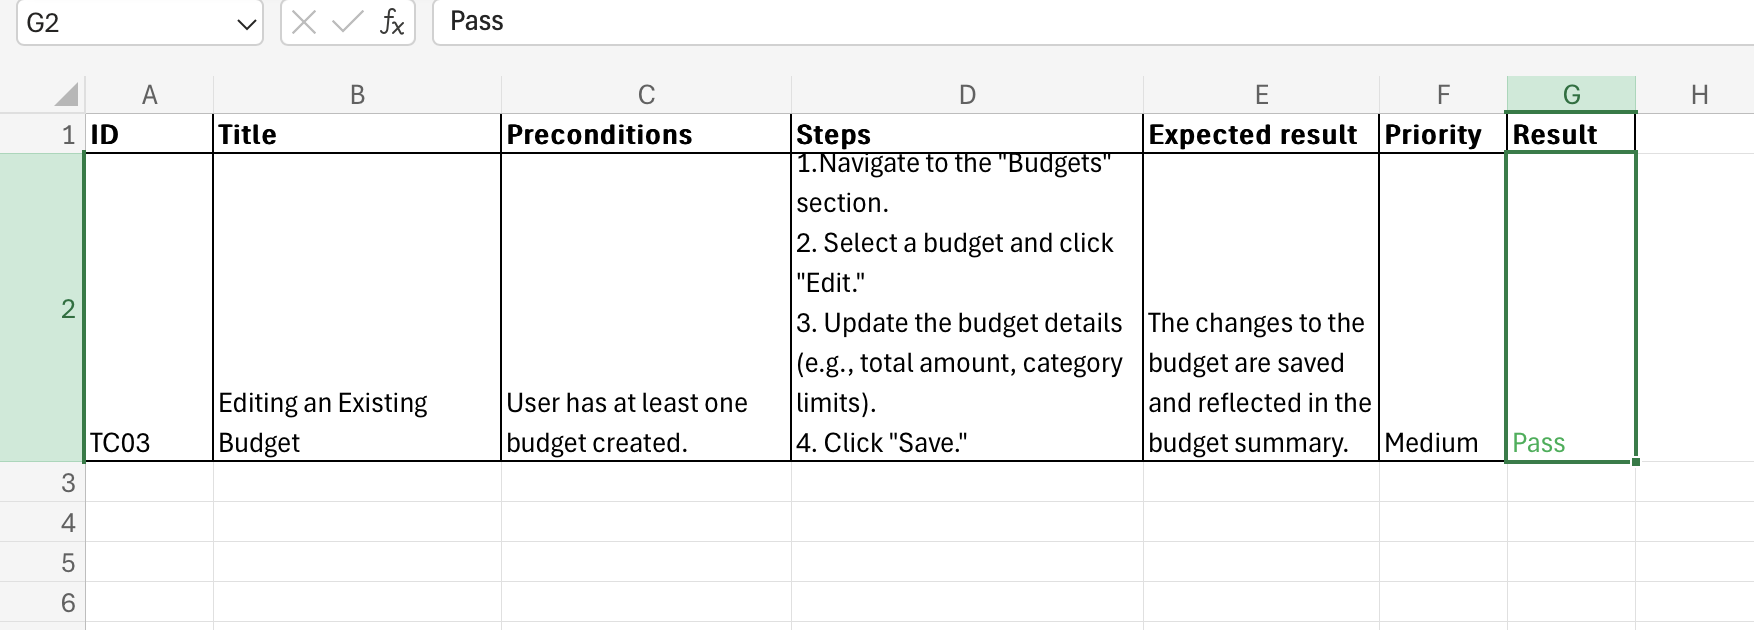 G2
fx
Pass
A B C D E F G H
1 ID Title Preconditions Steps Expected result Priority Result
2
TC03
Editing an Existing
Budget
User has at least one
budget created.
1.Navigate to the "Budgets"
section.
2. Select a budget and click
"Edit."
3. Update the budget details
(e.g., total amount, category
limits).
4. Click "Save."
The changes to the
budget are saved
and reflected in the
budget summary.
Medium
Pass
3
4
5
6